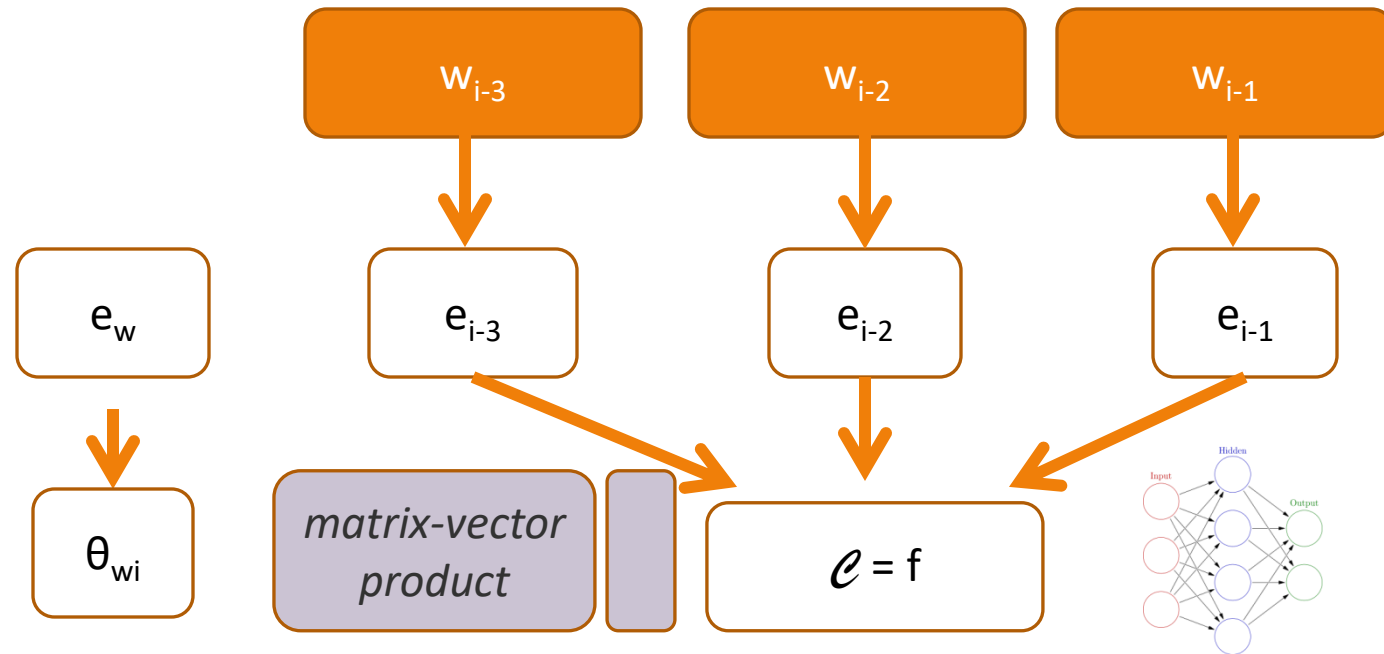 w_{i-3}
w_{i-2}
w_{i-1}
e_w
e_{i-3}
e_{i-2}
e_{i-1}
θ_{wi}
matrix-vector
product
𝒞 = f
Input
Hidden
Output